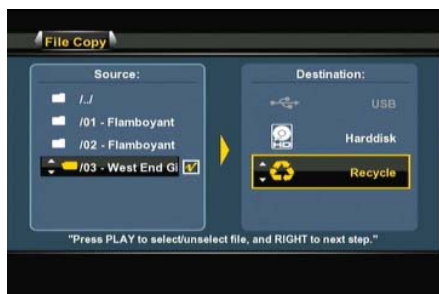 File Copy
Source:
Destination:
/../
USB
/01 - Flamboyant
/02 - Flamboyant
HD
Harddisk
/03 - West End Gi
Recycle
"Press PLAY to select/unselect file, and RIGHT to next step."